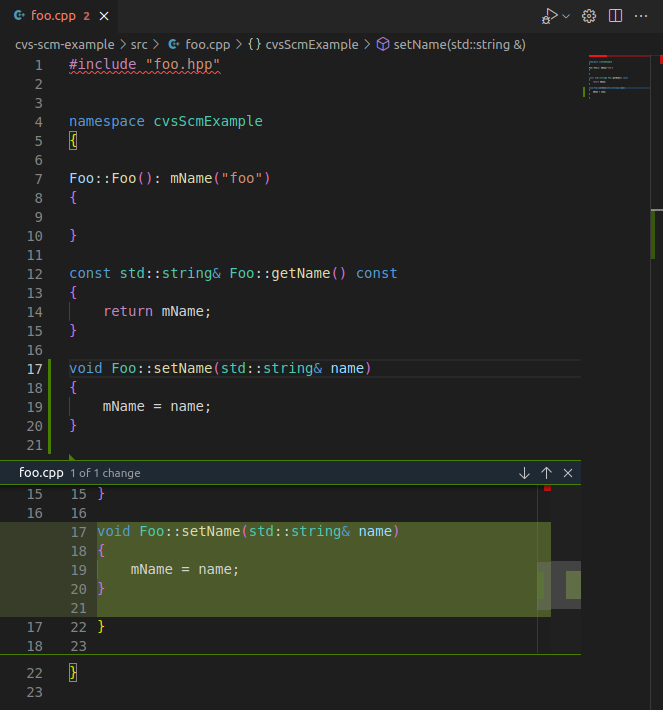 foo.cpp 2
cvs-scm-example > src > foo.cpp > {} cvsScmExample > setName(std::string &)
1 #include "foo.hpp"
2
3
4 namespace cvsScmExample
5 {
6
7 Foo::Foo(): mName("foo")
8 {
9
10 }
11
12 const std::string& Foo::getName() const
13 {
14 return mName;
15 }
16
17 void Foo::setName(std::string& name)
18 {
19 mName = name;
20 }
21
foo.cpp 1 of 1 change
15 15 }
16 16
17 void Foo::setName(std::string& name)
18 {
19 mName = name;
20 }
21
17 22 }
18 23
22 }
23